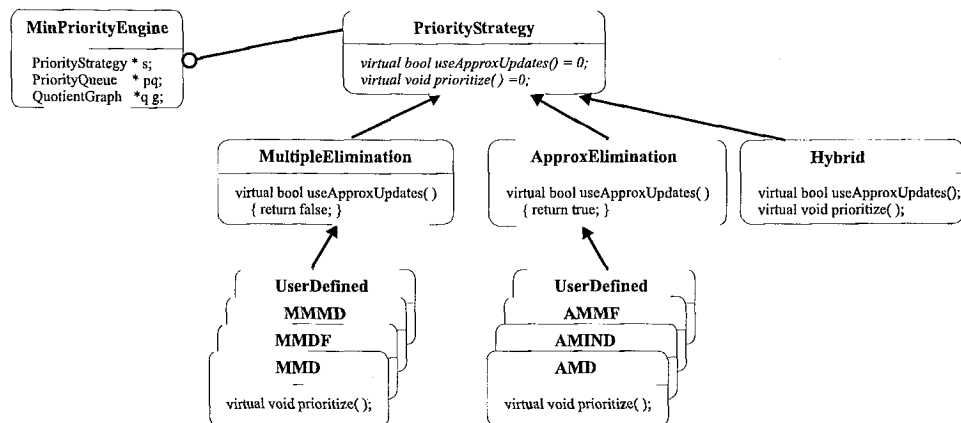 MinPriorityEngine
PriorityStrategy * s;
PriorityQueue * pq;
QuotientGraph *q g;
PriorityStrategy
virtual bool useApproxUpdates() = 0;
virtual void prioritize( ) =0;
MultipleElimination
virtual bool useApproxUpdates( )
{ return false; }
ApproxElimination
virtual bool useApproxUpdates( )
{ return true; }
Hybrid
virtual bool useApproxUpdates();
virtual void prioritize( );
UserDefined
MMMD
MMDF
MMD
virtual void prioritize( );
UserDefined
AMMF
AMIND
AMD
virtual void prioritize( );